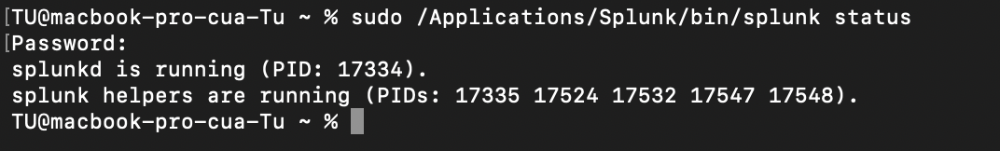 [TU@macbook-pro-cua-Tu ~ % sudo /Applications/Splunk/bin/splunk status
[Password:
splunkd is running (PID: 17334).
splunk helpers are running (PIDs: 17335 17524 17532 17547 17548).
TU@macbook-pro-cua-Tu ~ %